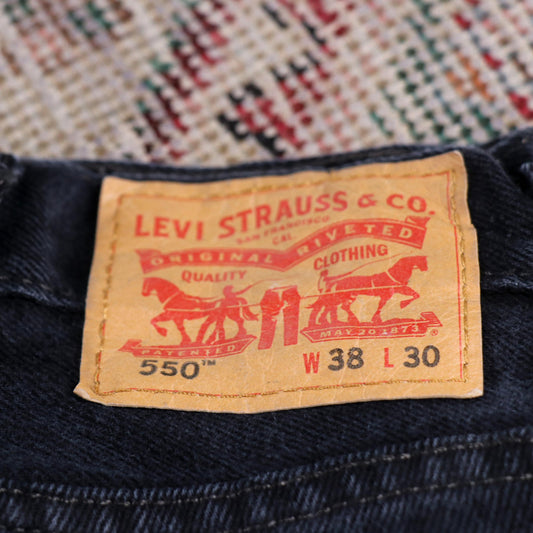 LEVI STRAUSS & CO.
SAN FRANCISCO
CAL
ORIGINAL RIVETED
QUALITY CLOTHING
PATENTED MAY 20 1873 ®
550™ W 38 L 30